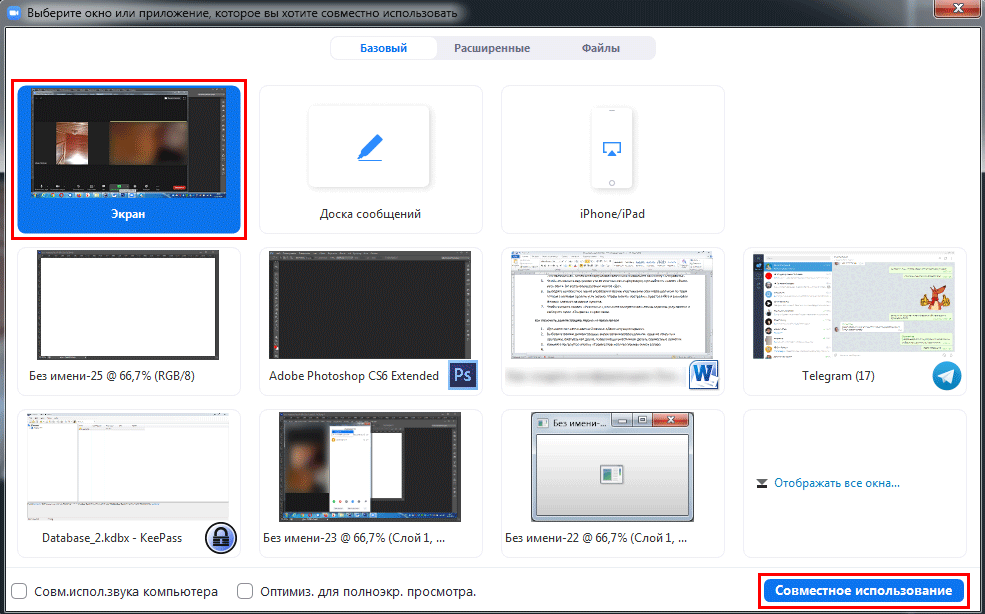 Выберите окно или приложение, которое вы хотите совместно использовать
Базовый Расширенные Файлы
Экран
Доска сообщений
iPhone/iPad
Без имени-25 @ 66,7% (RGB/8)
Adobe Photoshop CS6 Extended
Ps
W
Telegram (17)
Database_2.kdbx - KeePass
Без имени-23 @ 66,7% (Слой 1, ...
Без имени-...
Без имени-22 @ 66,7% (Слой 1, ...
Отображать все окна...
Совм.испол.звука компьютера
Оптимиз. для полноэкр. просмотра.
Совместное использование